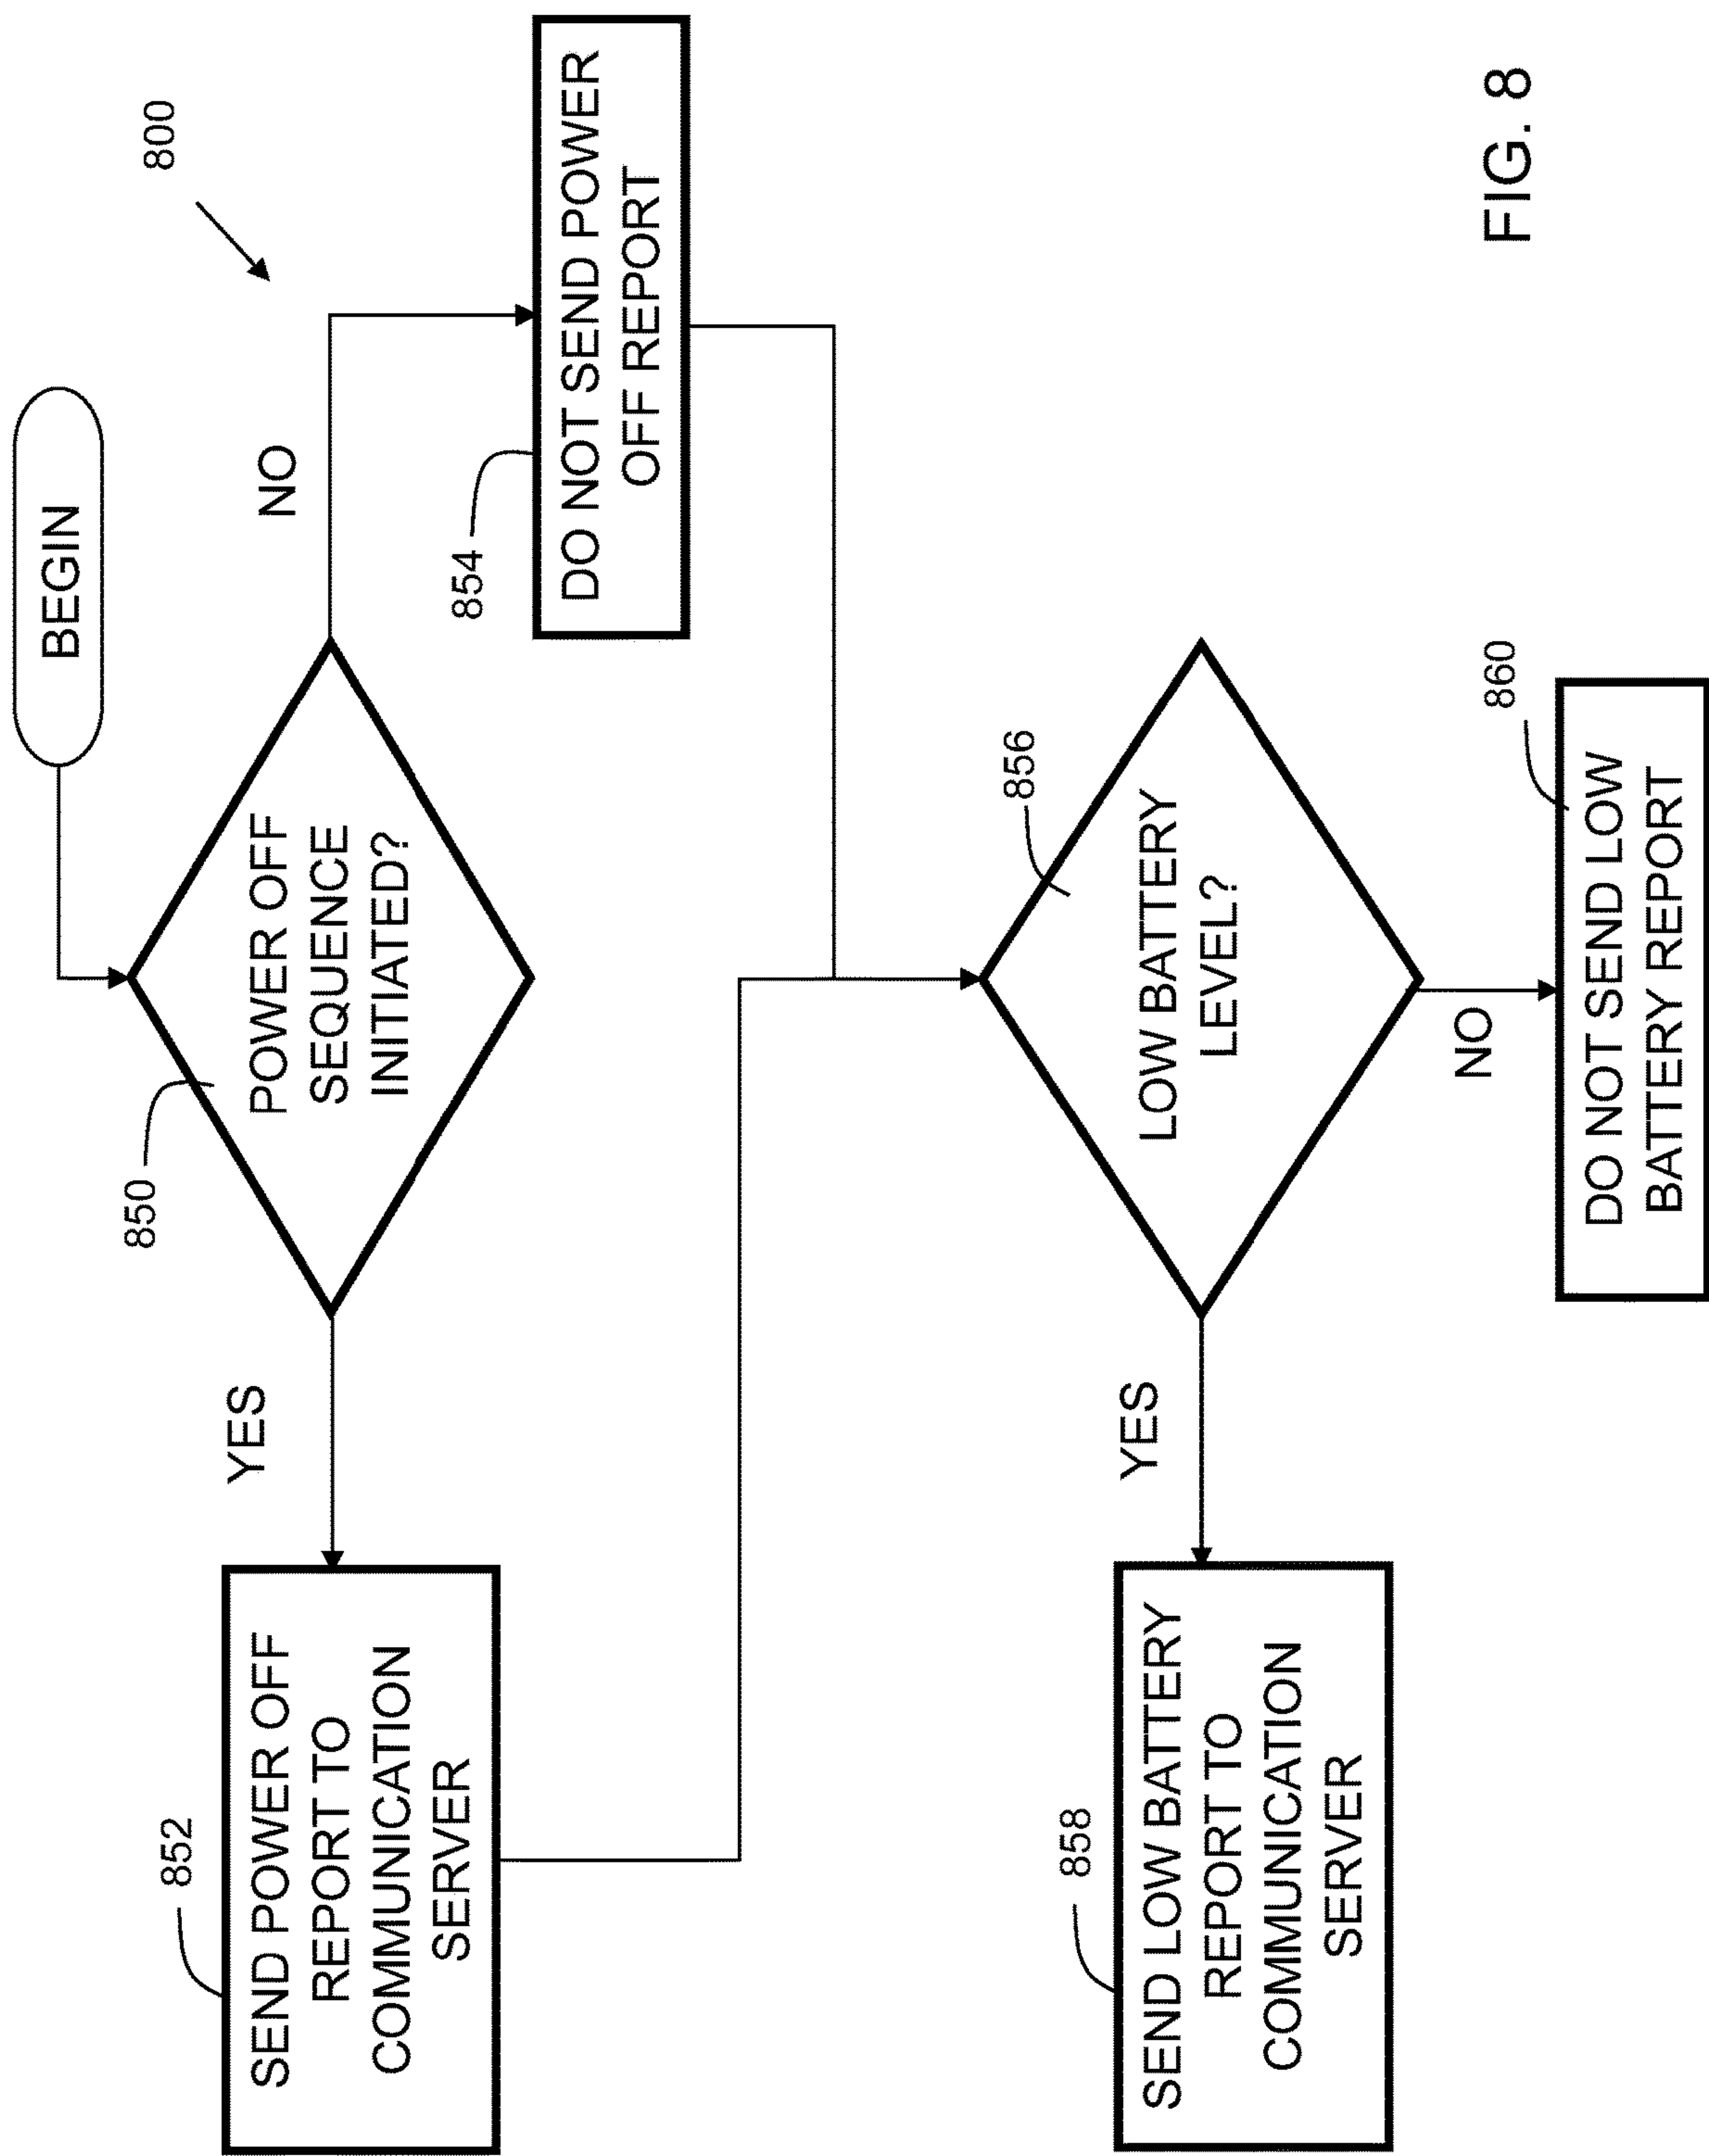 800
BEGIN
850
POWER OFF
SEQUENCE
INITIATED?
YES
NO
852
SEND POWER OFF
REPORT TO
COMMUNICATION
SERVER
854
DO NOT SEND POWER
OFF REPORT
856
LOW BATTERY
LEVEL?
YES
NO
858
SEND LOW BATTERY
REPORT TO
COMMUNICATION
SERVER
860
DO NOT SEND LOW
BATTERY REPORT
FIG. 8